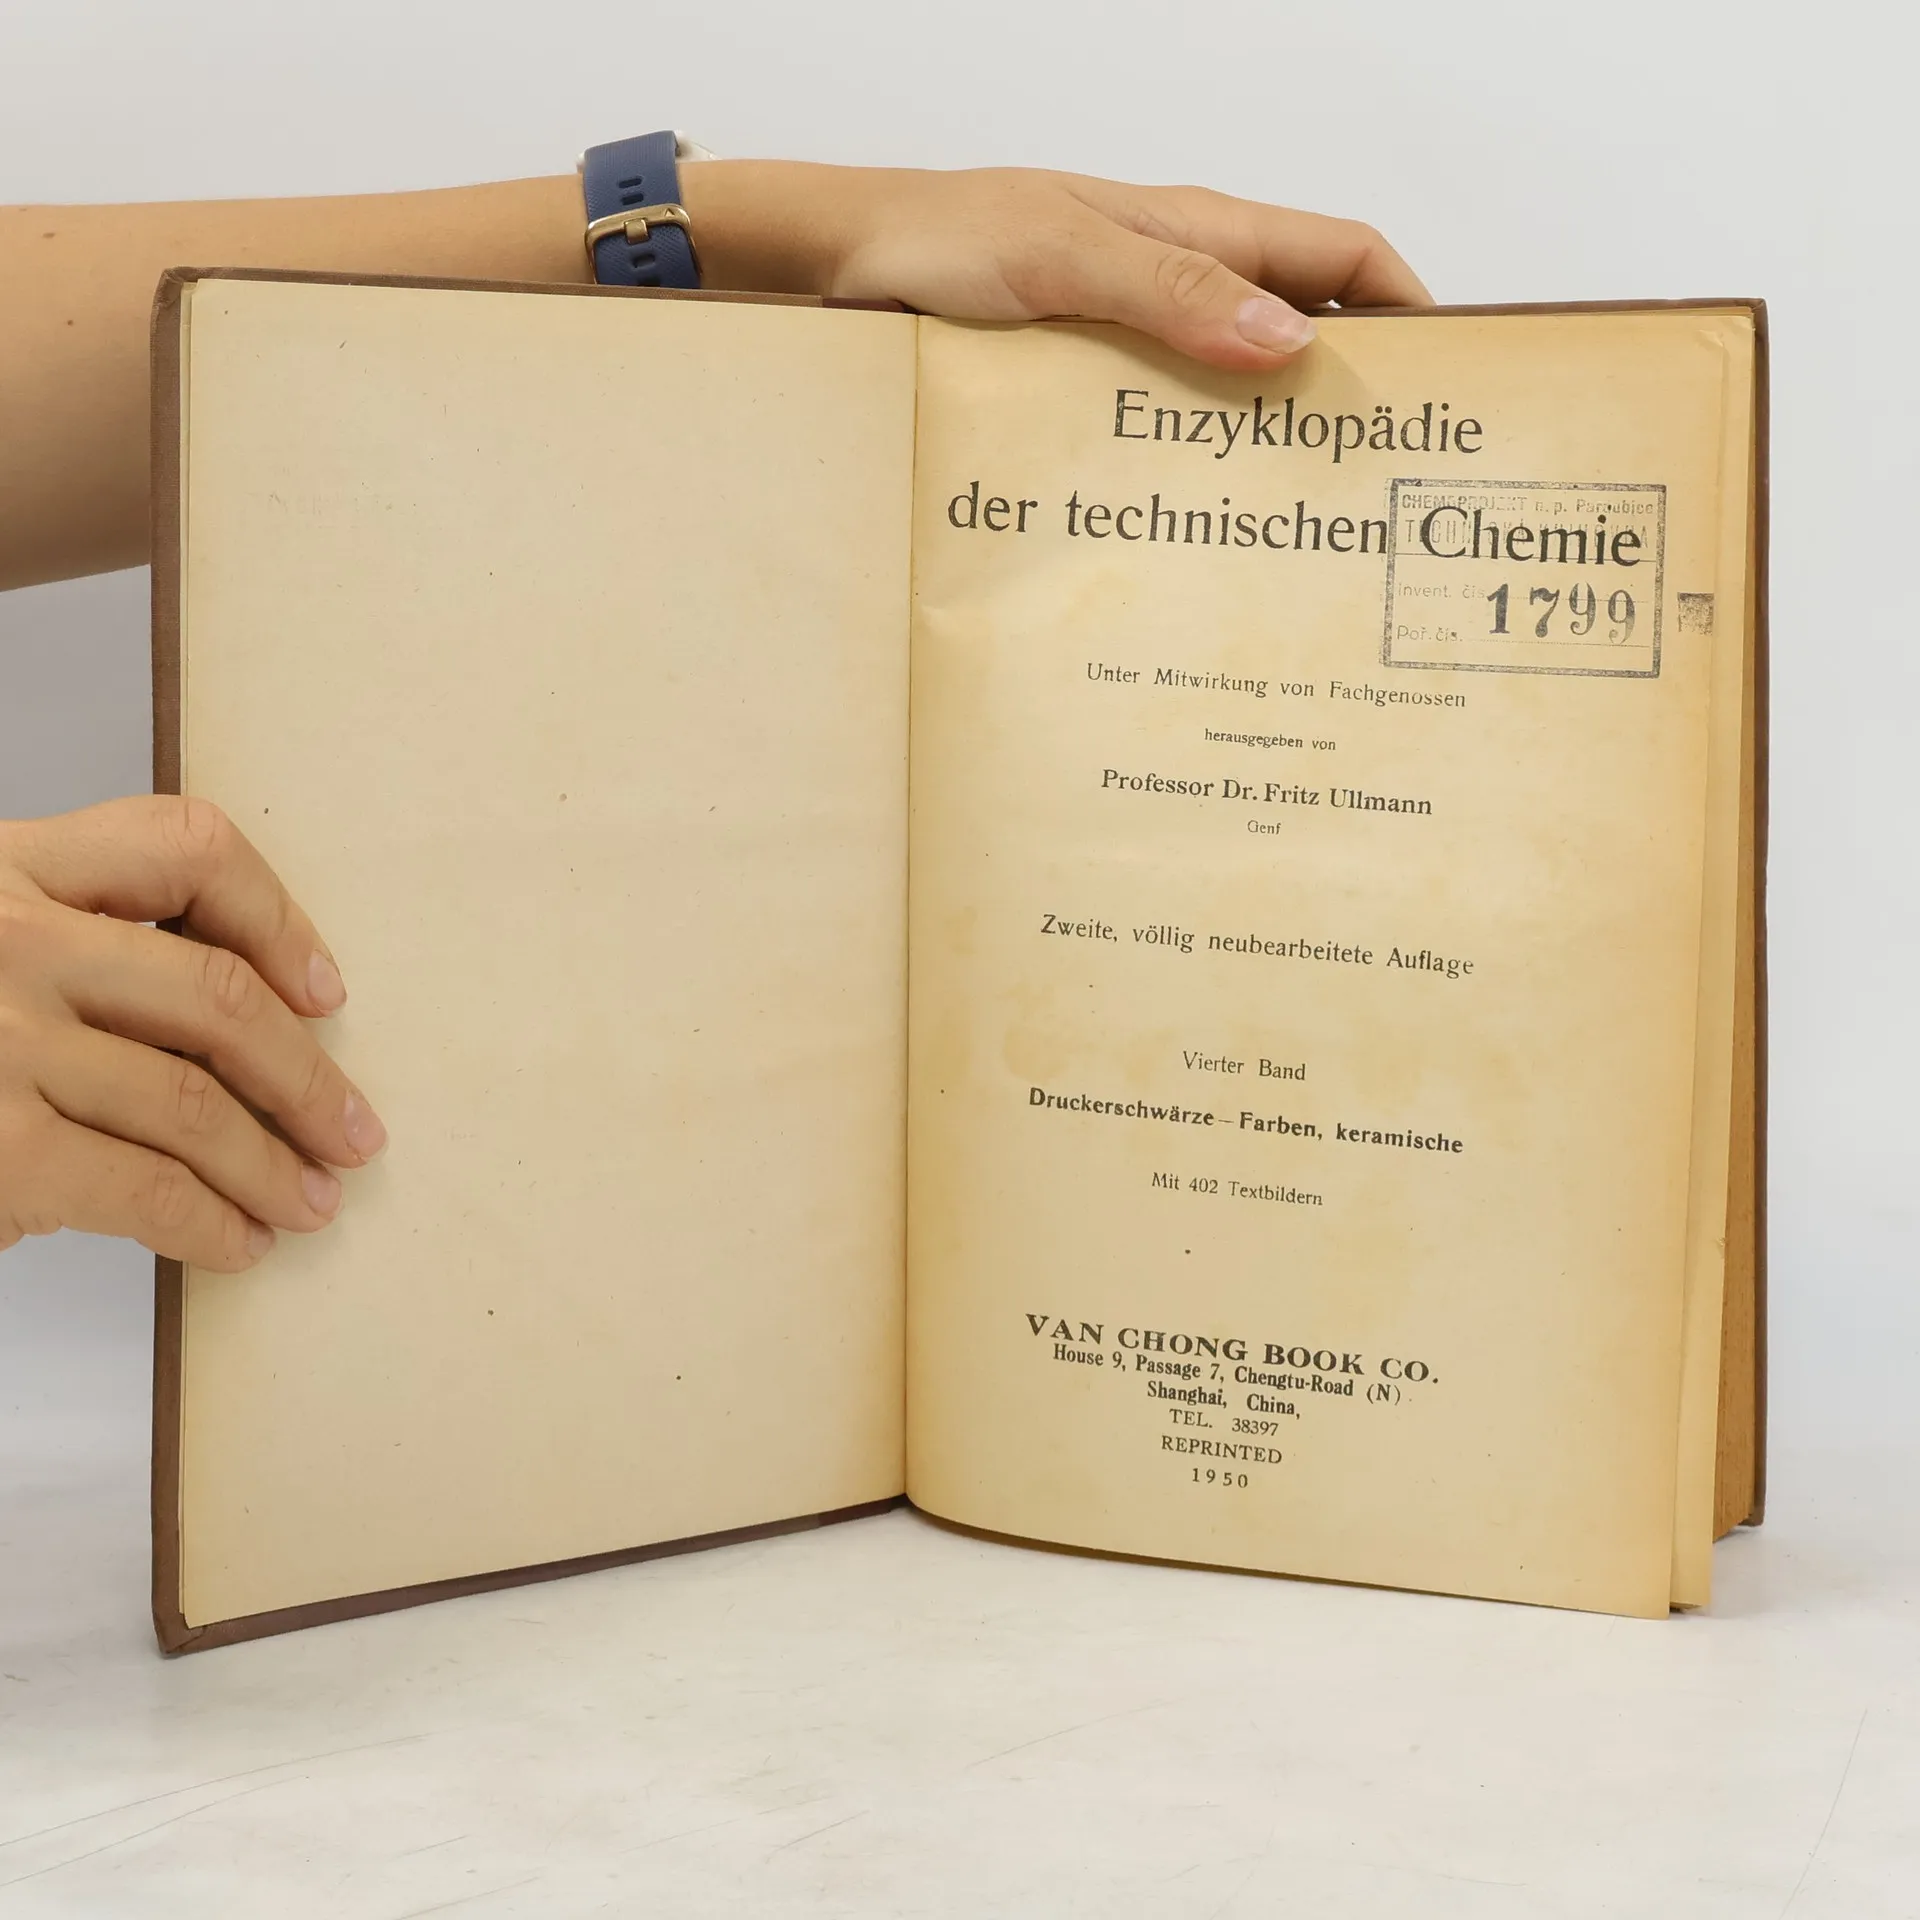 Enzyklopädie
der technischen Chemie
CHEMOPROJEKT n. p. Pardubice
TECHNICKÁ KNIHOVNA
Invent. čís.
1799
Poř. čís.
Unter Mitwirkung von Fachgenossen
herausgegeben von
Professor Dr. Fritz Ullmann
Genf
Zweite, völlig neubearbeitete Auflage
Vierter Band
Druckerschwärze – Farben, keramische
Mit 402 Textbildern
VAN CHONG BOOK CO.
House 9, Passage 7, Chengtu-Road (N)
Shanghai, China,
TEL. 38397
REPRINTED
1950